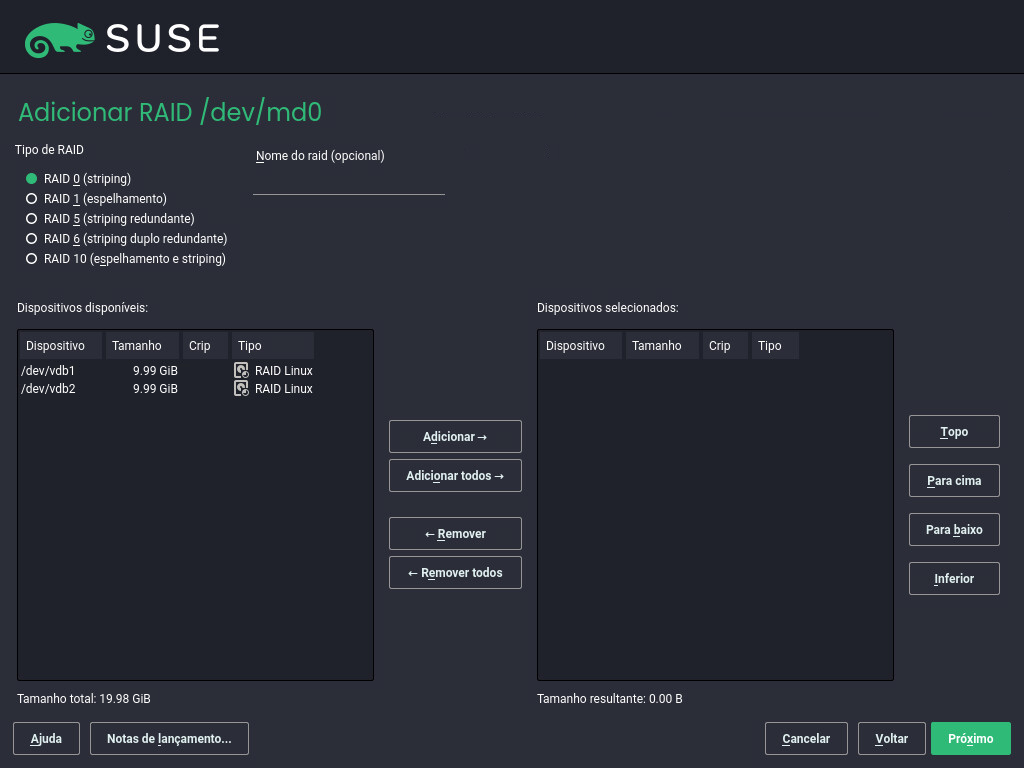 SUSE
Adicionar RAID /dev/md0
Tipo de RAID
RAID 0 (striping)
RAID 1 (espelhamento)
RAID 5 (striping redundante)
RAID 6 (striping duplo redundante)
RAID 10 (espelhamento e striping)
Nome do raid (opcional)
Dispositivos disponíveis:
Dispositivo Tamanho Crip Tipo
/dev/vdb1 9.99 GiB RAID Linux
/dev/vdb2 9.99 GiB RAID Linux
Tamanho total: 19.98 GiB
Adicionar →
Adicionar todos →
← Remover
← Remover todos
Dispositivos selecionados:
Dispositivo Tamanho Crip Tipo
Tamanho resultante: 0.00 B
Topo
Para cima
Para baixo
Inferior
Ajuda
Notas de lançamento...
Cancelar
Voltar
Próximo